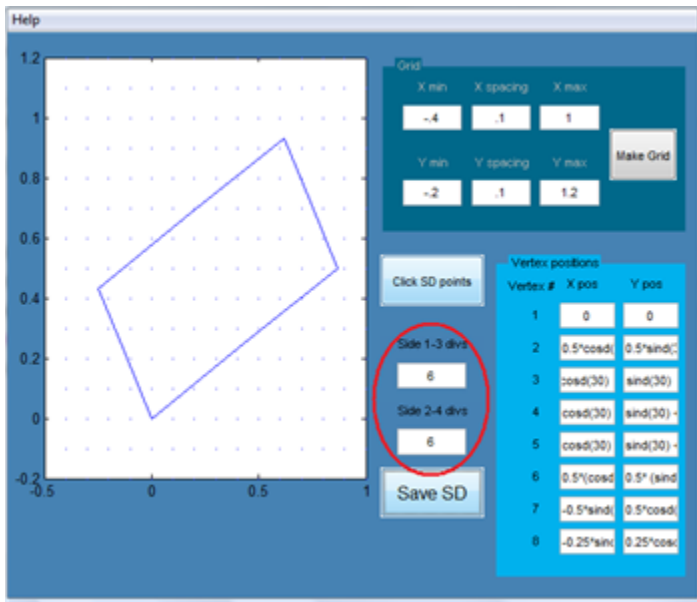 Help
1.2
1
0.8
0.6
0.4
0.2
0
-0.2
-0.5 0 0.5 1
Grid
X min X spacing X max
-.4 .1 1
Y min Y spacing Y max
-.2 .1 1.2
Make Grid
Click SD points
Side 1-3 divs
6
Side 2-4 divs
6
Save SD
Vertex positions
Vertex # X pos Y pos
1 0 0
2 0.5*cosd( 0.5*sind(
3 cosd(30) sind(30)
4 cosd(30) sind(30) -
5 cosd(30) sind(30) -
6 0.5*(cosd 0.5* (sind
7 -0.5*sind( 0.5*cosd(
8 -0.25*sin 0.25*cos